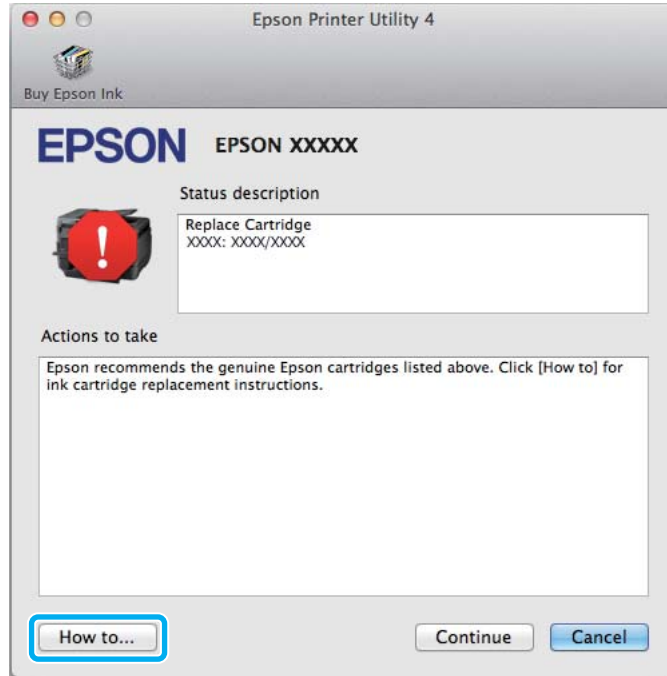 Epson Printer Utility 4
Buy Epson Ink
EPSON EPSON XXXXX
Status description
Replace Cartridge
XXXX: XXXX/XXXX
!
Actions to take
Epson recommends the genuine Epson cartridges listed above. Click [How to] for
ink cartridge replacement instructions.
How to... Continue Cancel